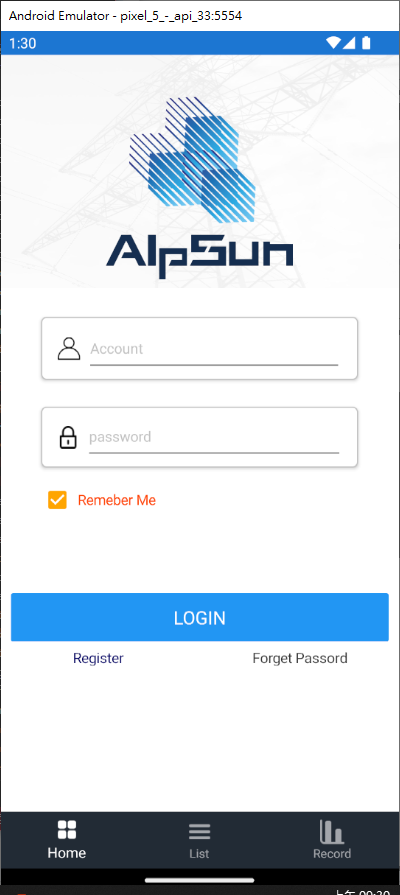 Android Emulator - pixel_5_-_api_33:5554
1:30
AlpSun
Account
password
Remeber Me
LOGIN
Register
Forget Passord
Home
List
Record